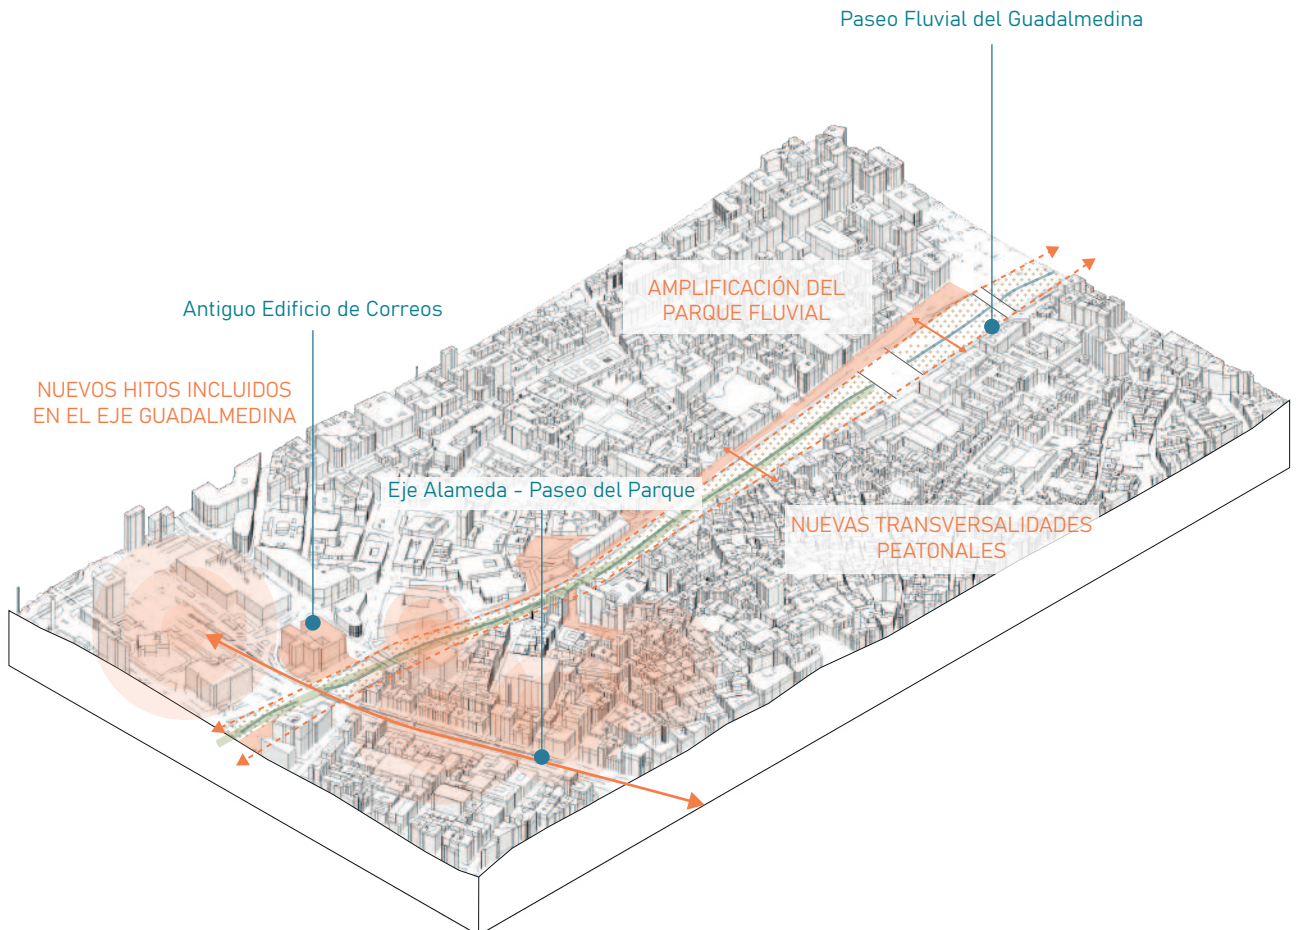 Paseo Fluvial del Guadalmedina
AMPLIFICACIÓN DEL
PARQUE FLUVIAL
Antiguo Edificio de Correos
NUEVOS HITOS INCLUIDOS
EN EL EJE GUADALMEDINA
Eje Alameda - Paseo del Parque
NUEVAS TRANSVERSALIDADES
PEATONALES